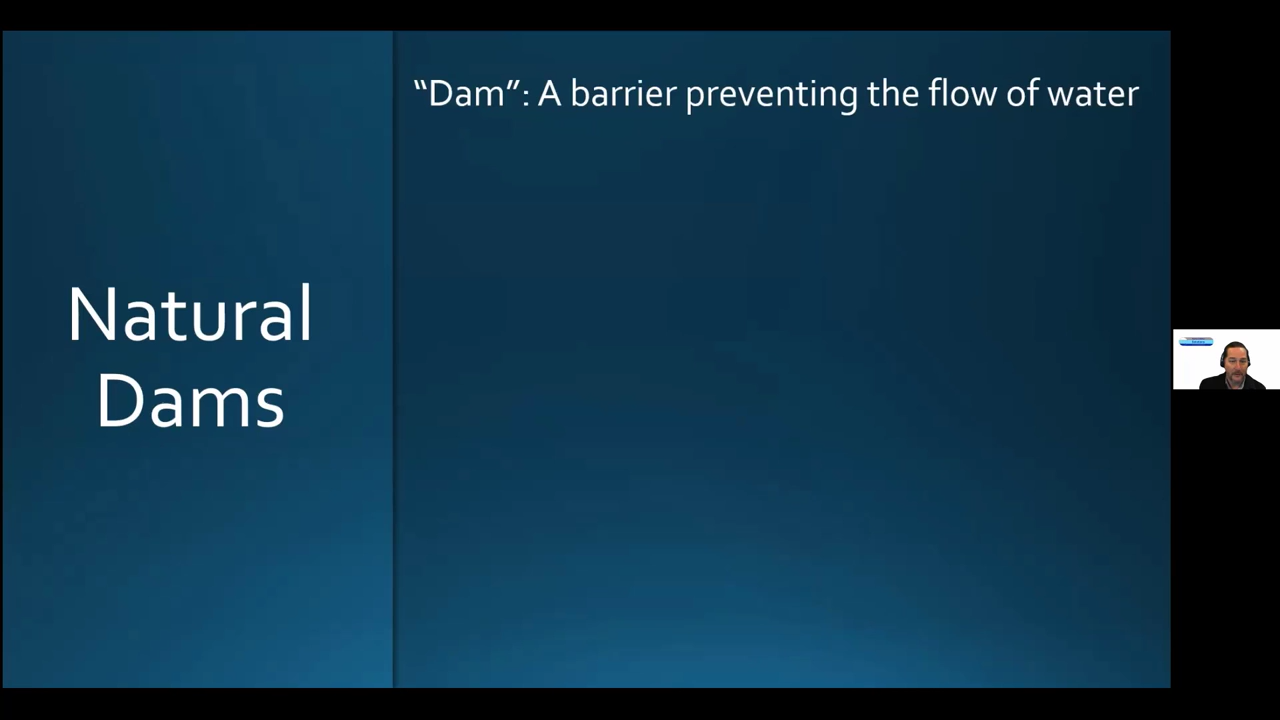 “Dam”: A barrier preventing the flow of water
Natural
Dams